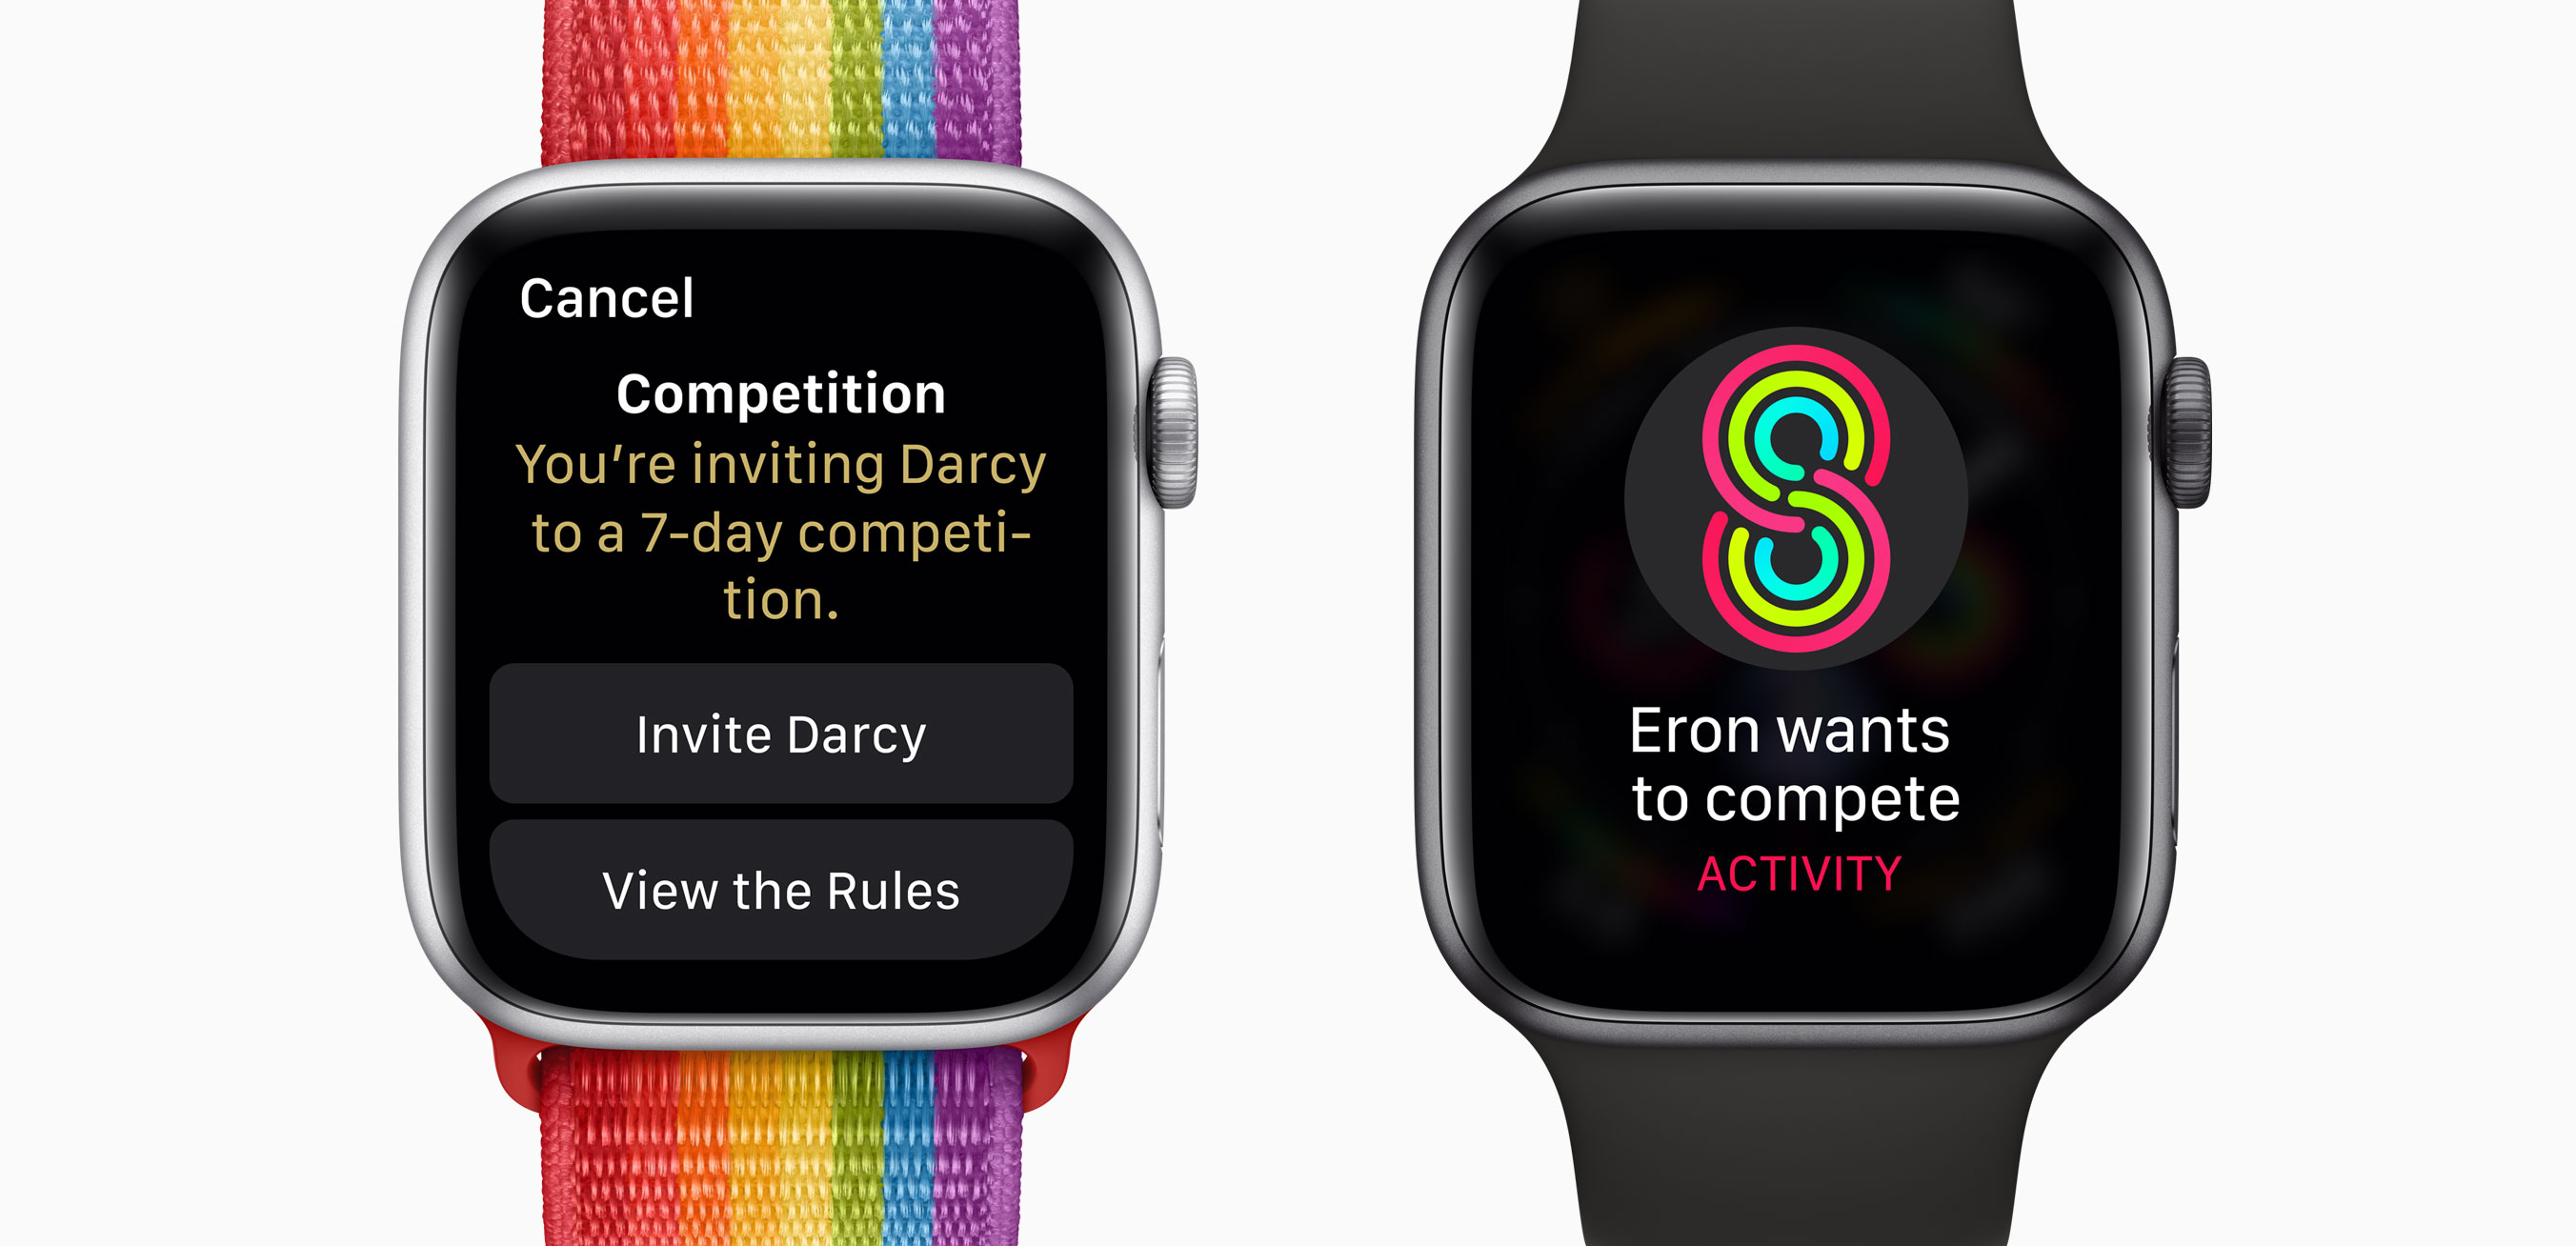 Cancel
Competition
You’re inviting Darcy
to a 7-day competi-
tion.
Invite Darcy
View the Rules
Eron wants
to compete
ACTIVITY